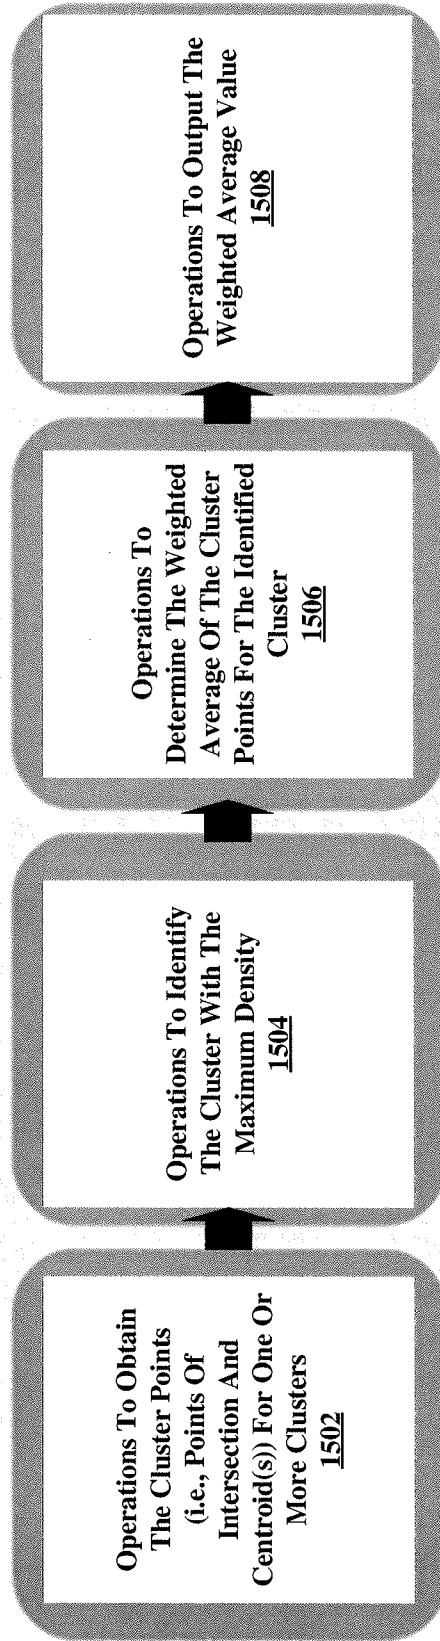 Operations To Obtain
The Cluster Points
(i.e., Points Of
Intersection And
Centroid(s)) For One Or
More Clusters
1502
Operations To Identify
The Cluster With The
Maximum Density
1504
Operations To
Determine The Weighted
Average Of The Cluster
Points For The Identified
Cluster
1506
Operations To Output The
Weighted Average Value
1508